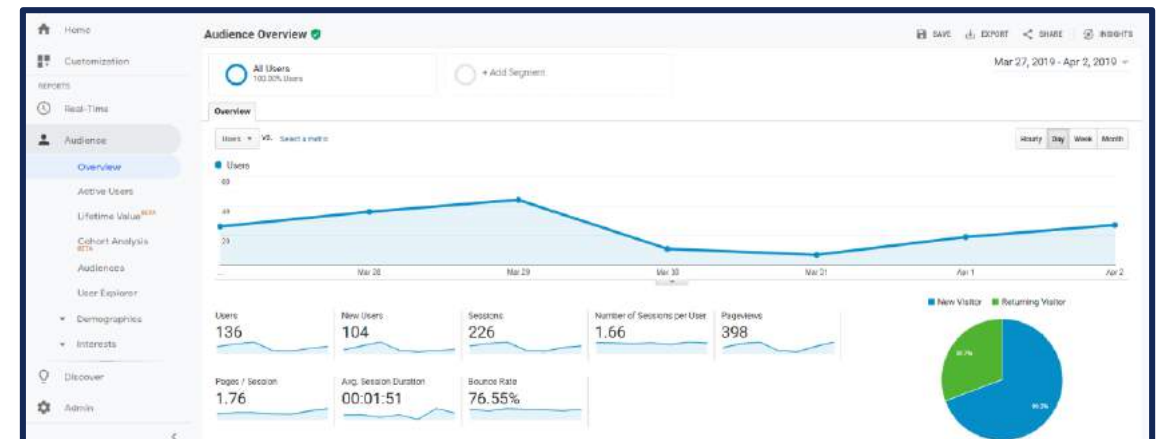 Home
Audience Overview
SAVE EXPORT SHARE INSIGHTS
Customization
All Users
100.00% Users
+ Add Segment
Mar 27, 2019 - Apr 2, 2019
REPORTS
Real-Time
Overview
Audience
Users VS. Select a metric
Hourly Day Week Month
Overview
Users
60
Active Users
Lifetime Value BETA
40
Cohort Analysis
BETA
20
Audiences
... Mar 28 Mar 29 Mar 30 Mar 31 Apr 1 Apr 2
User Explorer
New Visitor Returning Visitor
Demographics
Users New Users Sessions Number of Sessions per User Pageviews
136 104 226 1.66 398
Interests
Discover
Pages / Session Avg. Session Duration Bounce Rate
1.76 00:01:51 76.55%
Admin